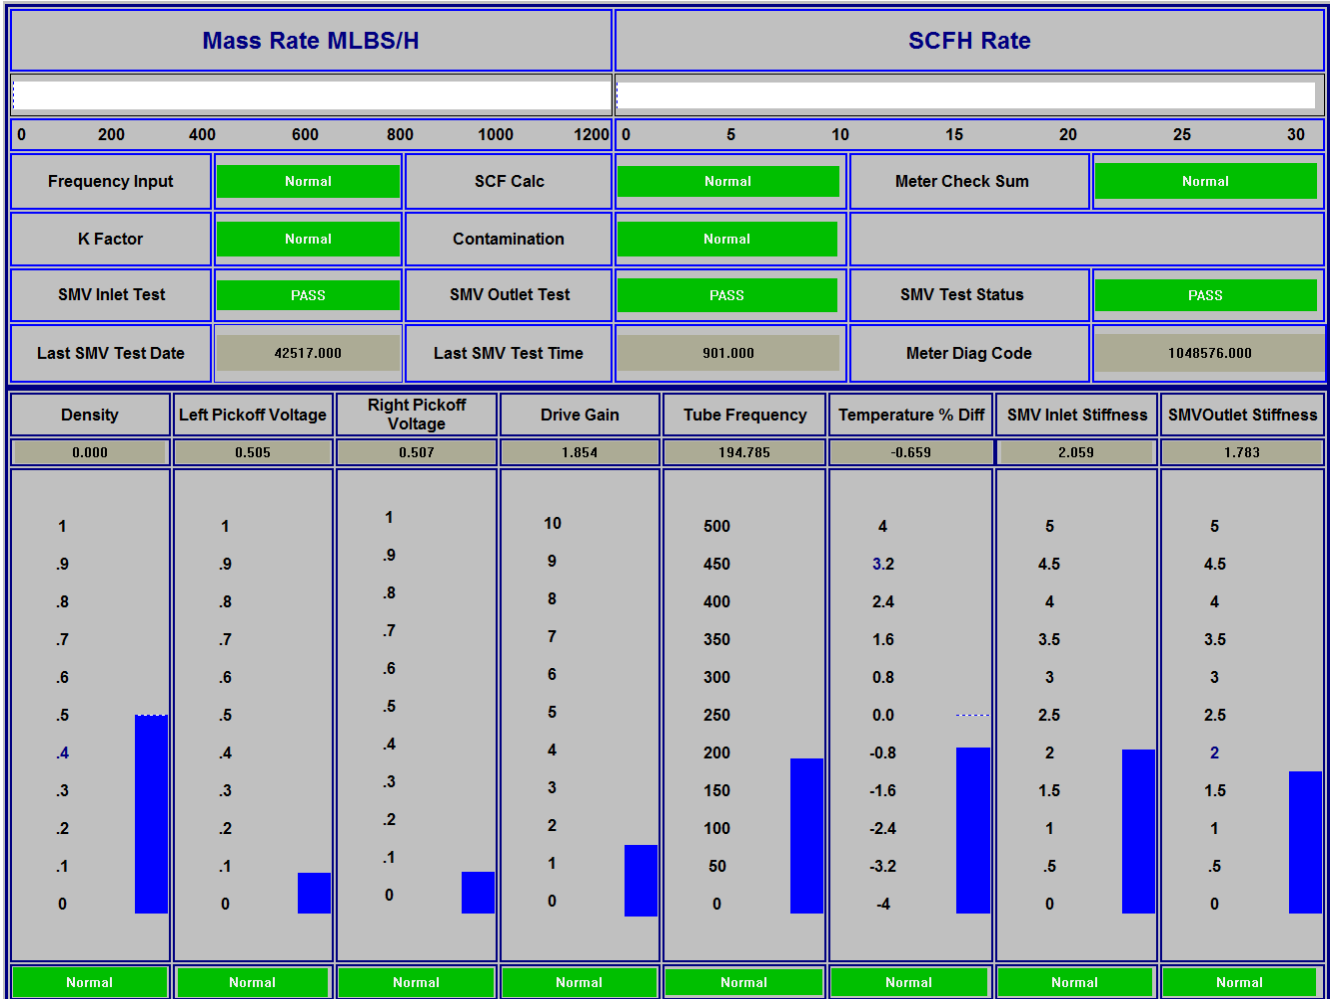 Mass Rate MLBS/H SCFH Rate
0 200 400 600 800 1000 1200 0 5 10 15 20 25 30
Frequency Input Normal SCF Calc Normal Meter Check Sum Normal
K Factor Normal Contamination Normal
SMV Inlet Test PASS SMV Outlet Test PASS SMV Test Status PASS
Last SMV Test Date 42517.000 Last SMV Test Time 901.000 Meter Diag Code 1048576.000
Density Left Pickoff Voltage Right Pickoff Voltage Drive Gain Tube Frequency Temperature % Diff SMV Inlet Stiffness SMVOutlet Stiffness
0.000 0.505 0.507 1.854 194.785 -0.659 2.059 1.783
1 1 1 10 500 4 5 5
.9 .9 .9 9 450 3.2 4.5 4.5
.8 .8 .8 8 400 2.4 4 4
.7 .7 .7 7 350 1.6 3.5 3.5
.6 .6 .6 6 300 0.8 3 3
.5 .5 .5 5 250 0.0 2.5 2.5
.4 .4 .4 4 200 -0.8 2 2
.3 .3 .3 3 150 -1.6 1.5 1.5
.2 .2 .2 2 100 -2.4 1 1
.1 .1 .1 1 50 -3.2 .5 .5
0 0 0 0 0 -4 0 0
Normal Normal Normal Normal Normal Normal Normal Normal